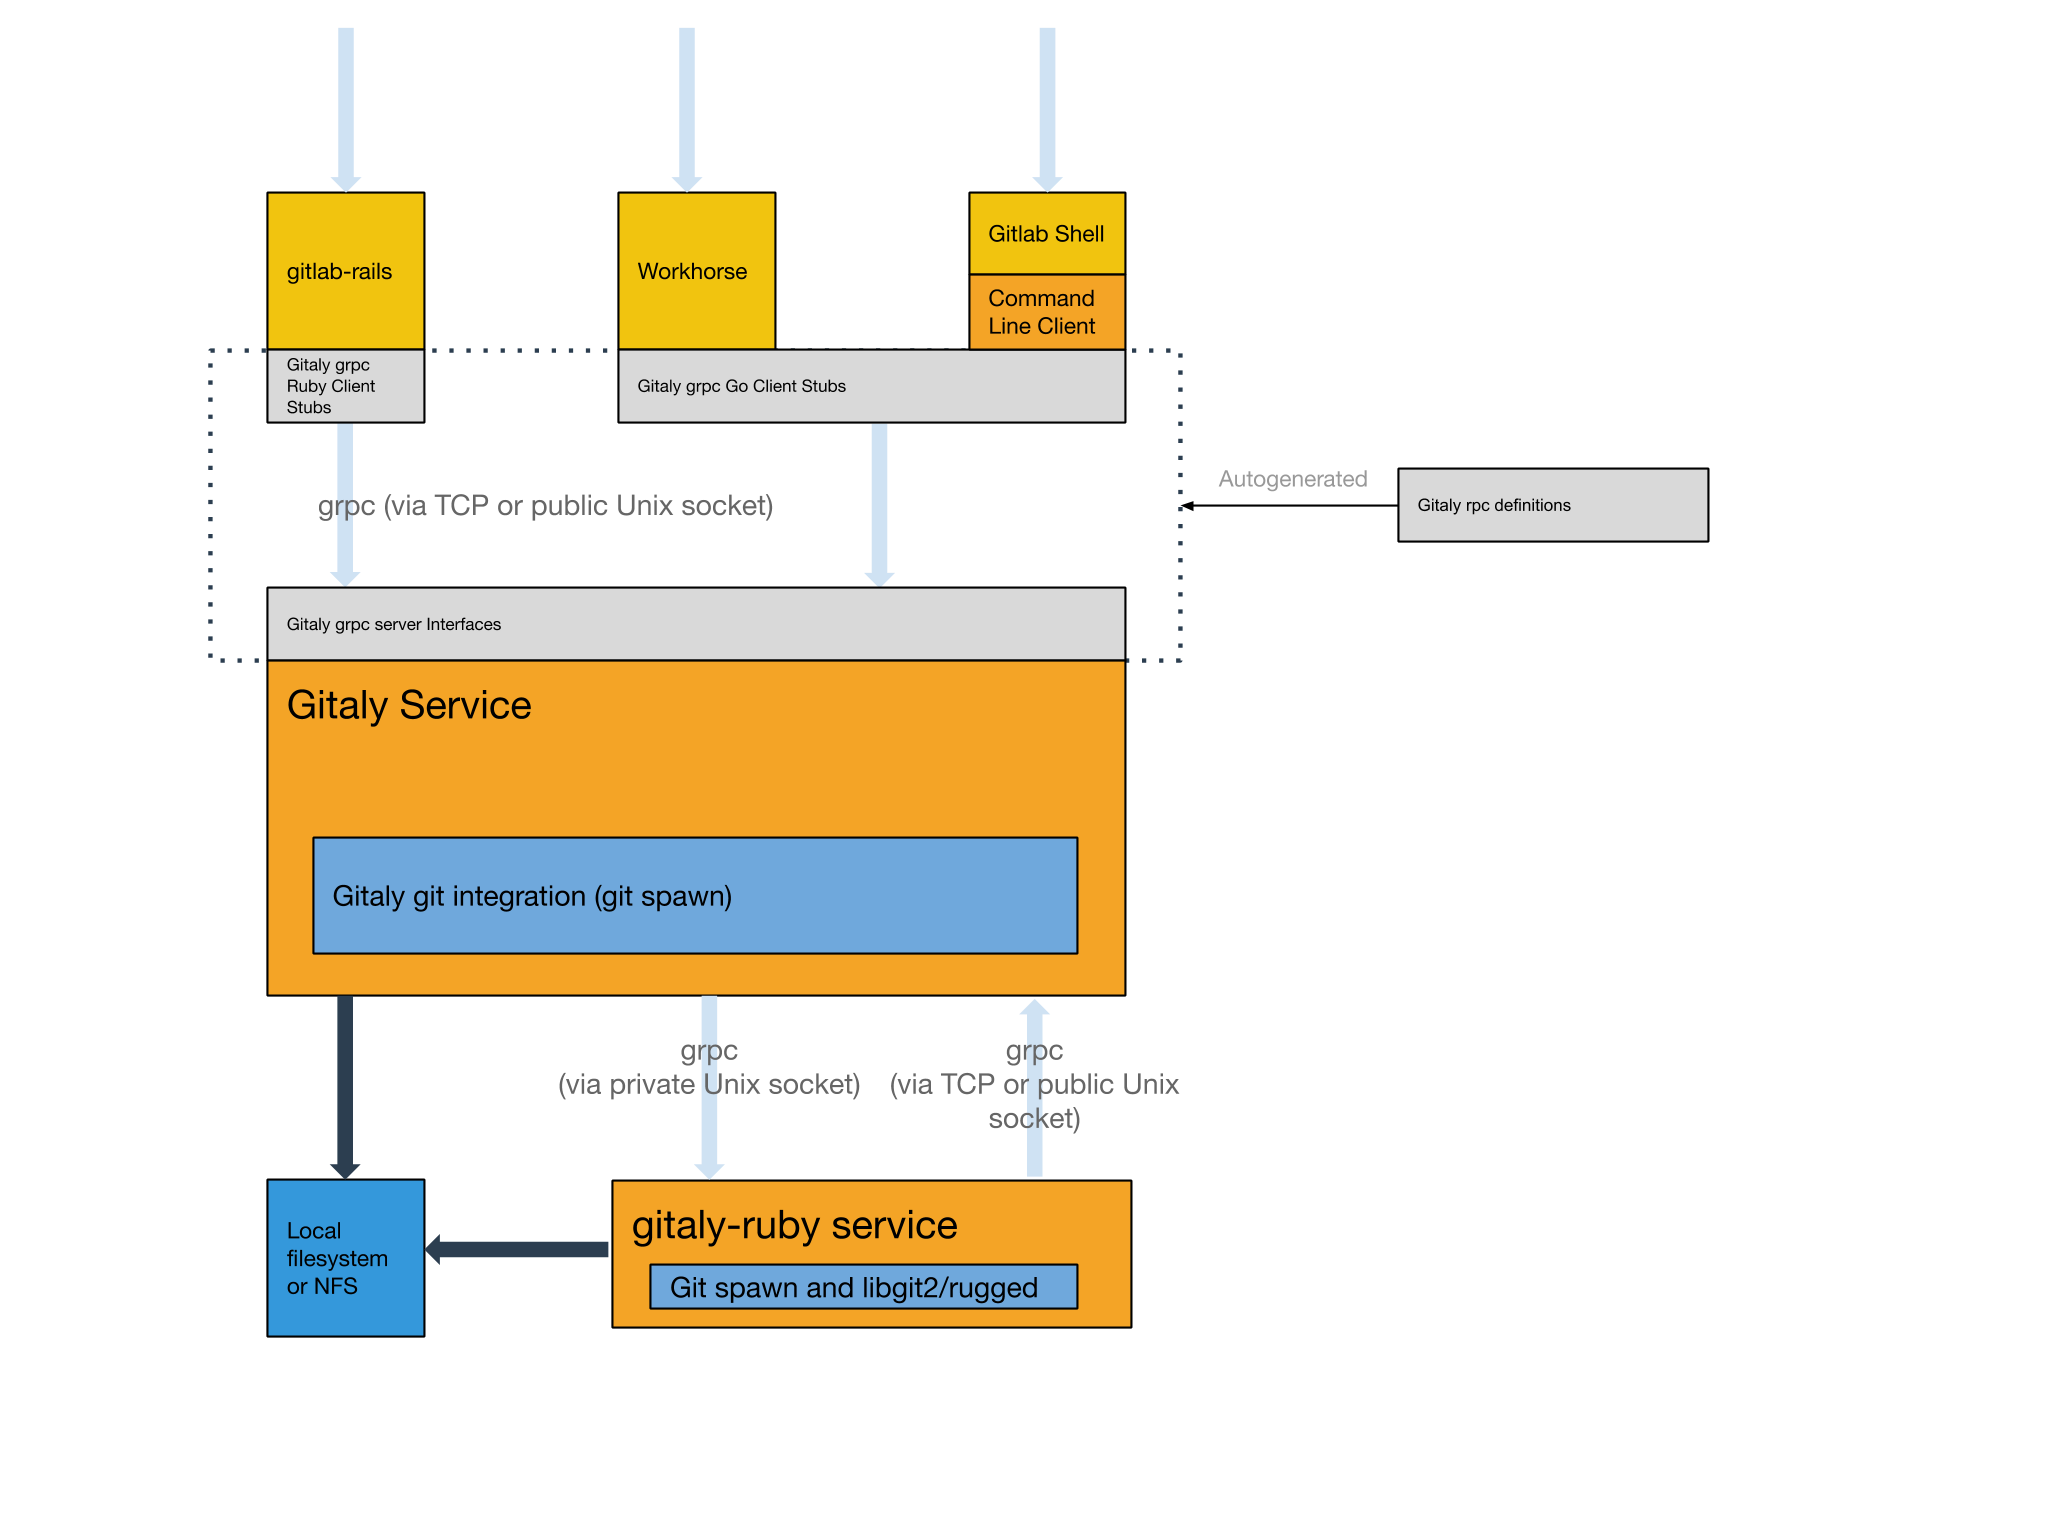 gitlab-rails
Workhorse
Gitlab Shell
Command
Line Client
Gitaly grpc
Ruby Client
Stubs
Gitaly grpc Go Client Stubs
grpc (via TCP or public Unix socket)
Autogenerated
Gitaly rpc definitions
Gitaly grpc server Interfaces
Gitaly Service
Gitaly git integration (git spawn)
grpc
(via private Unix socket)
grpc
(via TCP or public Unix
socket)
Local
filesystem
or NFS
gitaly-ruby service
Git spawn and libgit2/rugged